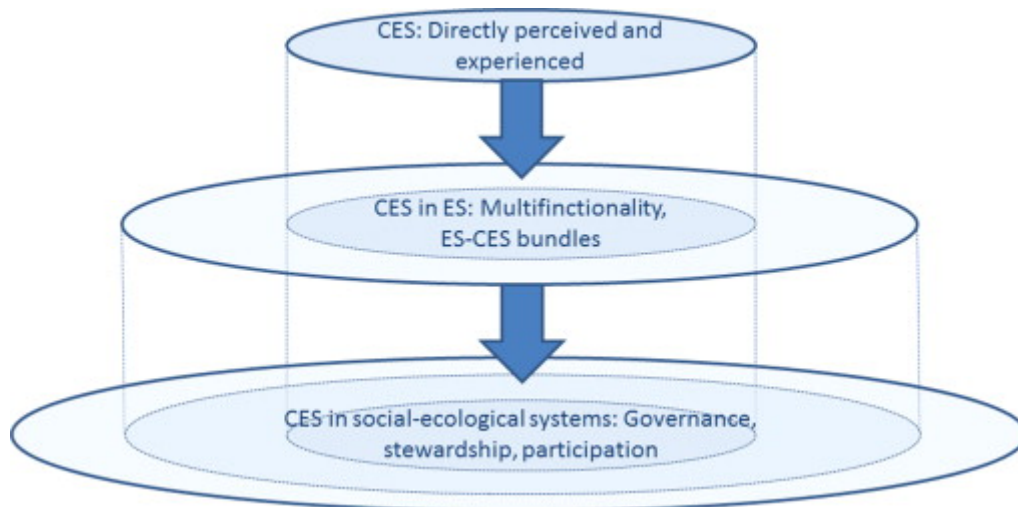 CES: Directly perceived and
experienced
CES in ES: Multifinctionality,
ES-CES bundles
CES in social-ecological systems: Governance,
stewardship, participation